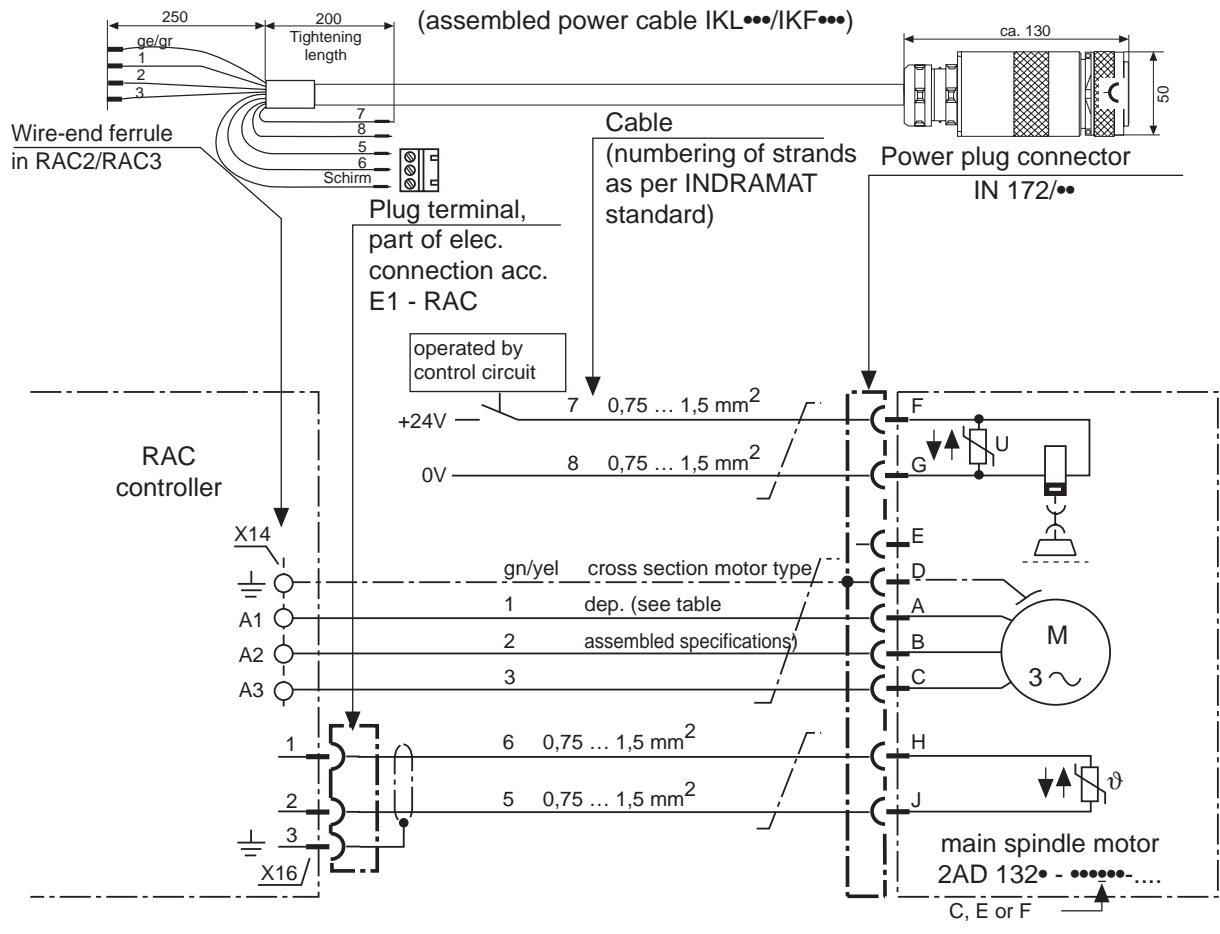 (assembled power cable IKL•••/IKF•••)
250
200
Tightening
length
ca. 130
50
ge/gr
1
2
3
7
8
5
6
Schirm
Wire-end ferrule
in RAC2/RAC3
Cable
(numbering of strands
as per INDRAMAT
standard)
Power plug connector
IN 172/••
Plug terminal,
part of elec.
connection acc.
E1 - RAC
operated by
control circuit
+24V
7 0,75 ... 1,5 mm2
F
U
0V
8 0,75 ... 1,5 mm2
G
RAC
controller
X14
E
gn/yel cross section motor type
D
A1
1 dep. (see table
A
A2
2 assembled specifications)
B
A3
3
C
M
3
1
6 0,75 ... 1,5 mm2
H
ϑ
2
5 0,75 ... 1,5 mm2
J
3
X16
main spindle motor
2AD 132• - ••••••-....
C, E or F